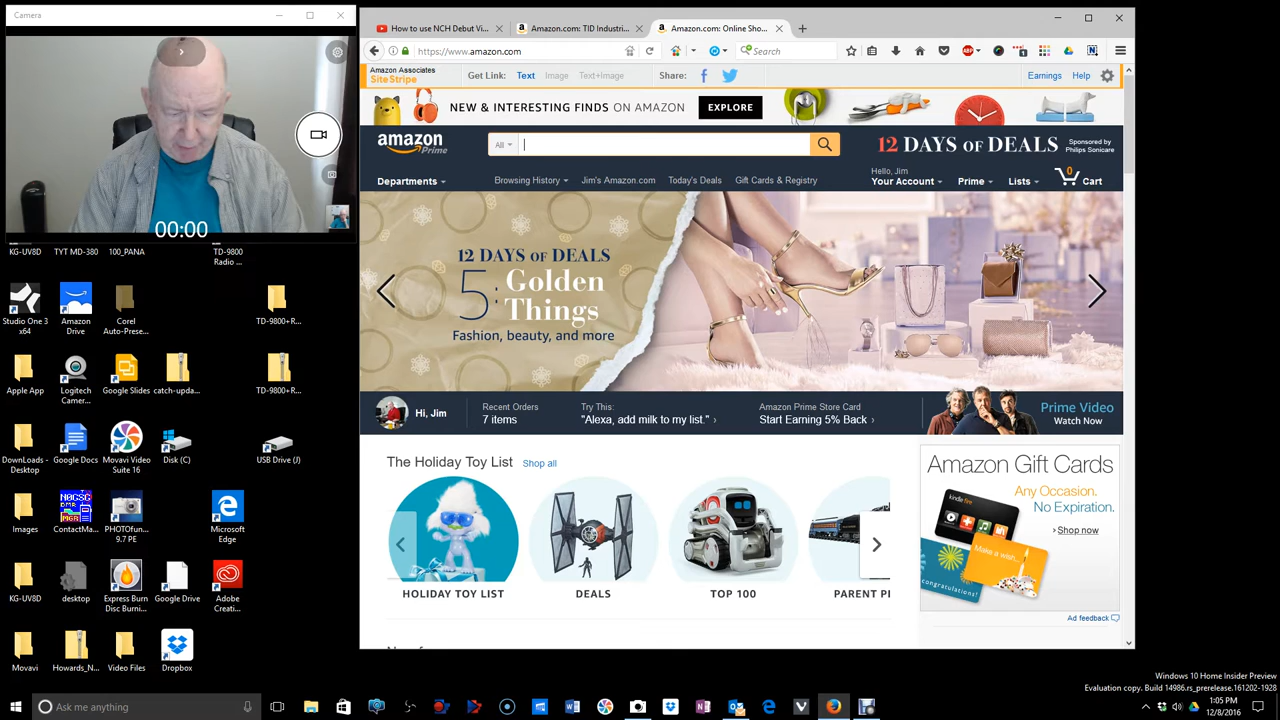 Camera
00:00
How to use NCH Debut Vi...
Amazon.com: TID Industri...
Amazon.com: Online Sho...
https://www.amazon.com
Search
Amazon Associates
SiteStripe
Get Link: Text Image Text+Image Share:
Earnings Help
NEW & INTERESTING FINDS ON AMAZON EXPLORE
amazon
Prime
All
12 DAYS OF DEALS
Sponsored by
Philips Sonicare
Departments
Browsing History Jim's Amazon.com Today's Deals Gift Cards & Registry
Hello, Jim
Your Account Prime Lists 0 Cart
12 DAYS OF DEALS
5: Golden
Things
Fashion, beauty, and more
Hi, Jim
Recent Orders
7 items
Try This:
"Alexa, add milk to my list." ›
Amazon Prime Store Card
Start Earning 5% Back ›
Prime Video
Watch Now
The Holiday Toy List Shop all
HOLIDAY TOY LIST DEALS TOP 100 PARENT PI
Amazon Gift Cards
Any Occasion.
No Expiration.
› Shop now
kindle fire
Make a wish...
congratulations!
Ad feedback
KG-UV8D TYT MD-380 100_PANA TD-9800
Radio ...
Studio One 3
x64
Amazon
Drive
Corel
Auto-Prese...
TD-9800+R...
Apple App
Logitech
Camer...
Google Slides
catch-upda...
TD-9800+R...
DownLoads -
Desktop
Google Docs
Movavi Video
Suite 16
Disk (C)
USB Drive (J)
Images
N0CSG
ContactMa...
PHOTOfun...
9.7 PE
Microsoft
Edge
KG-UV8D
desktop
Express Burn
Disc Burni...
Google Drive
Adobe
Creati...
Movavi
Howards_N...
Video Files
Dropbox
Windows 10 Home Insider Preview
Evaluation copy. Build 14986.rs_prerelease.161202-1928
Ask me anything
1:05 PM
12/8/2016